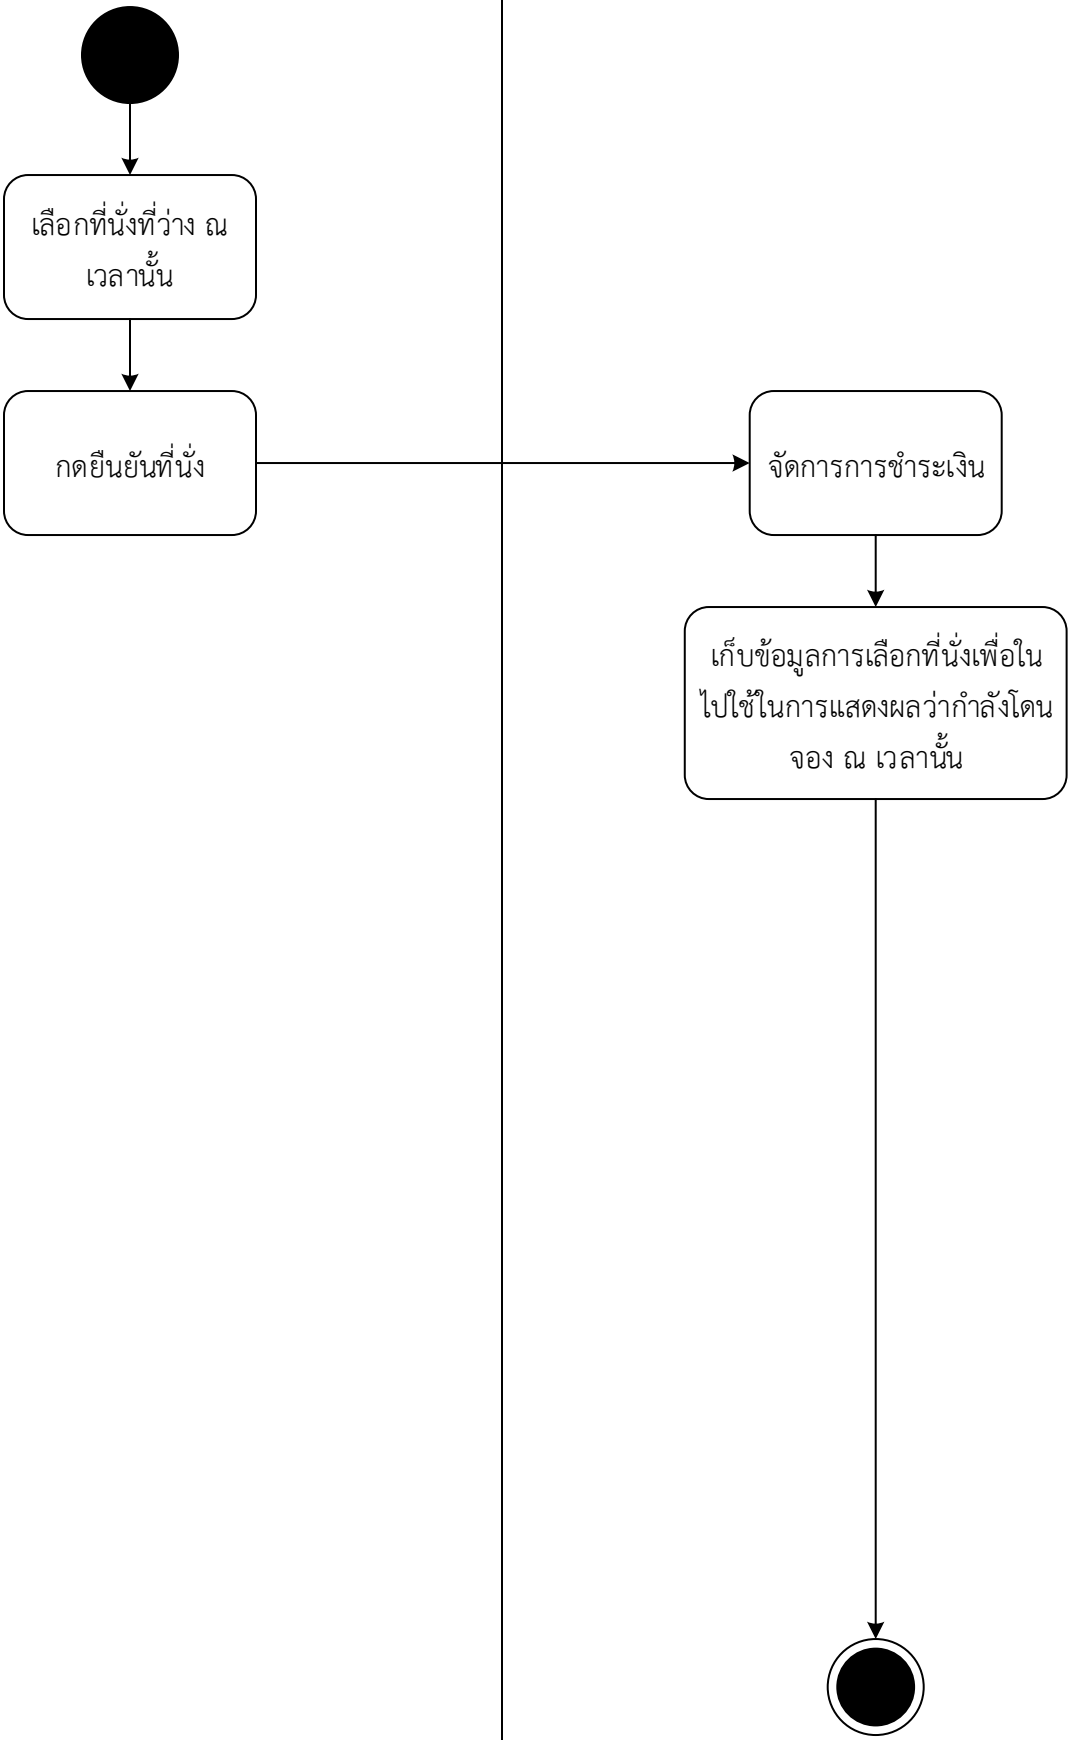 เลือกที่นั่งที่ว่าง ณ
เวลานั้น
กดยืนยันที่นั่ง
จัดการการชำระเงิน
เก็บข้อมูลการเลือกที่นั่งเพื่อใน
ไปใช้ในการแสดงผลว่ากำลังโดน
จอง ณ เวลานั้น